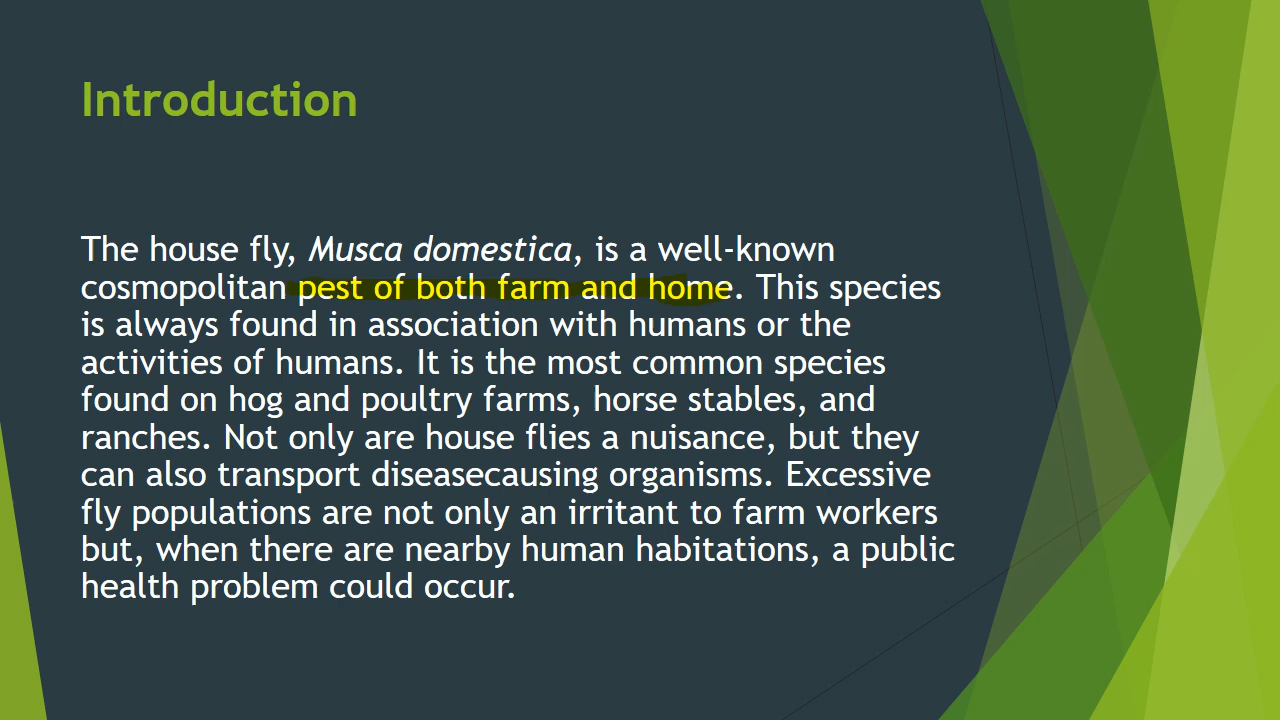 Introduction
The house fly, Musca domestica, is a well-known
cosmopolitan pest of both farm and home. This species
is always found in association with humans or the
activities of humans. It is the most common species
found on hog and poultry farms, horse stables, and
ranches. Not only are house flies a nuisance, but they
can also transport diseasecausing organisms. Excessive
fly populations are not only an irritant to farm workers
but, when there are nearby human habitations, a public
health problem could occur.